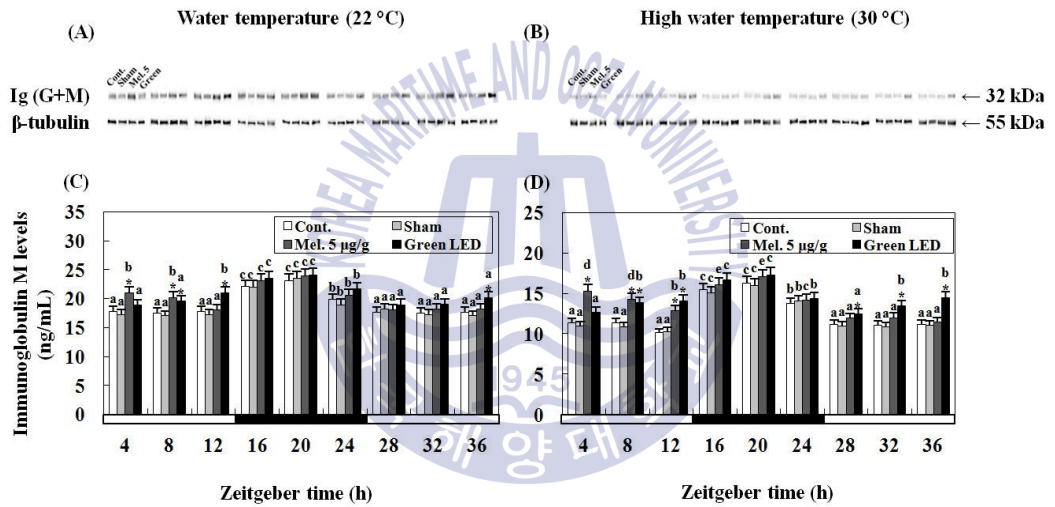 Water temperature (22 °C)
High water temperature (30 °C)
(A)
(B)
Cont.
Sham
Mel. 5
Green
Cont.
Sham
Mel. 5
Green
Ig (G+M)
β-tubulin
← 32 kDa
← 55 kDa
KOREA MARITIME AND OCEAN UNIVERSITY
1945
해양대
(C)
(D)
Immunoglobulin M levels
(ng/mL)
35
30
25
20
15
10
5
0
Cont.
Sham
Mel. 5 µg/g
Green LED
a a * b a
a a * b * a
a a a * b
c c c c
c c c c
b b b c
a a a a
a a a a
a a a * a
4 8 12 16 20 24 28 32 36
Zeitgeber time (h)
25
20
15
10
5
0
Cont.
Sham
Mel. 5 µg/g
Green LED
a a * d a
a a * d b
a a * b * b
c c c c
e e e c
b b c b
a a a * a
a a a * b
a a a * b
4 8 12 16 20 24 28 32 36
Zeitgeber time (h)